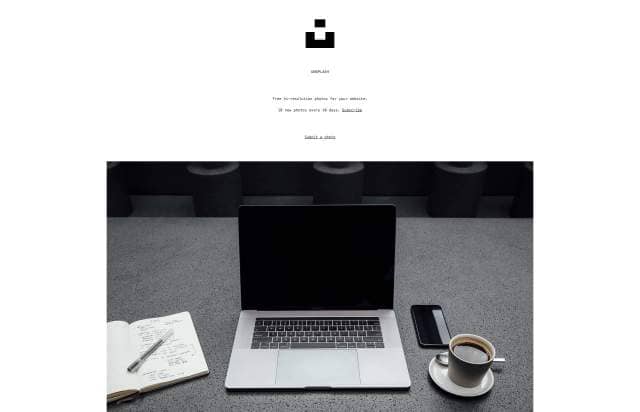 UNSPLASH
Free hi-resolution photos for your website.
10 new photos every 10 days. Subscribe
Submit a photo